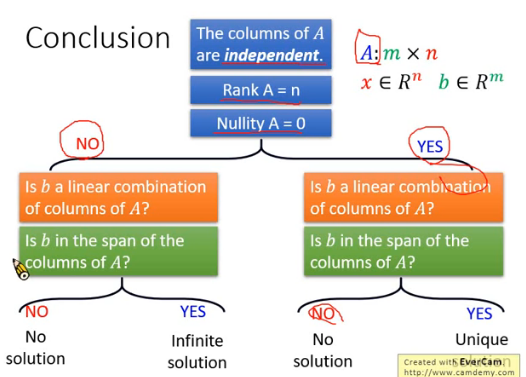 Conclusion
The columns of A
are independent.
Rank A = n
Nullity A = 0
A: m × n
x ∈ Rⁿ b ∈ Rᵐ
NO
YES
Is b a linear combination
of columns of A?
Is b in the span of the
columns of A?
Is b a linear combination
of columns of A?
Is b in the span of the
columns of A?
NO
YES
NO
YES
No
solution
Infinite
solution
No
solution
Unique
solution
Created with EverCam
http://www.camdemy.com